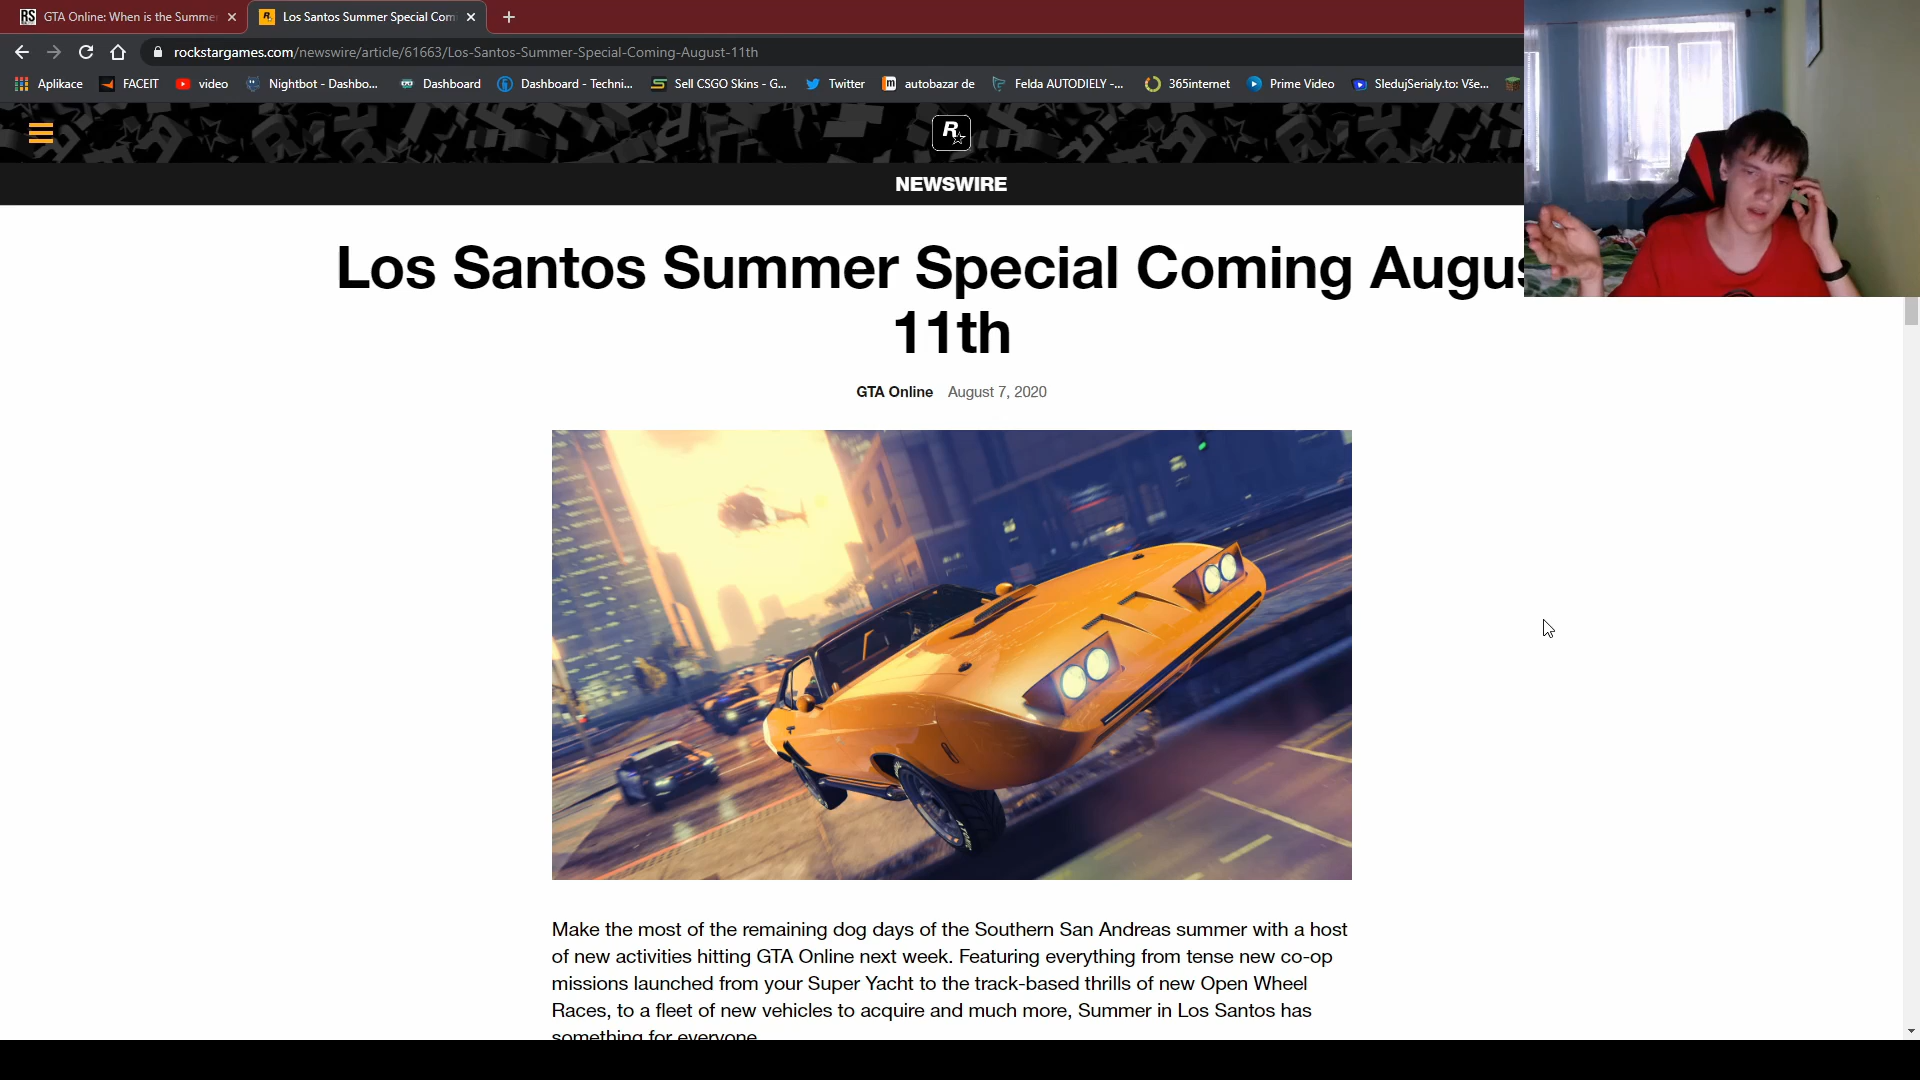 GTA Online: When is the Summe
Los Santos Summer Special Com
rockstargames.com/newswire/article/61663/Los-Santos-Summer-Special-Coming-August-11th
Aplikace FACEIT video Nightbot - Dashbo... Dashboard Dashboard - Techni... Sell CSGO Skins - G... Twitter autobazar de Felda AUTODIELY -... 365internet Prime Video SledujSerialy.to: Vše...
NEWSWIRE
Los Santos Summer Special Coming Augus
11th
GTA Online August 7, 2020
Make the most of the remaining dog days of the Southern San Andreas summer with a host
of new activities hitting GTA Online next week. Featuring everything from tense new co-op
missions launched from your Super Yacht to the track-based thrills of new Open Wheel
Races, to a fleet of new vehicles to acquire and much more, Summer in Los Santos has
something for everyone.